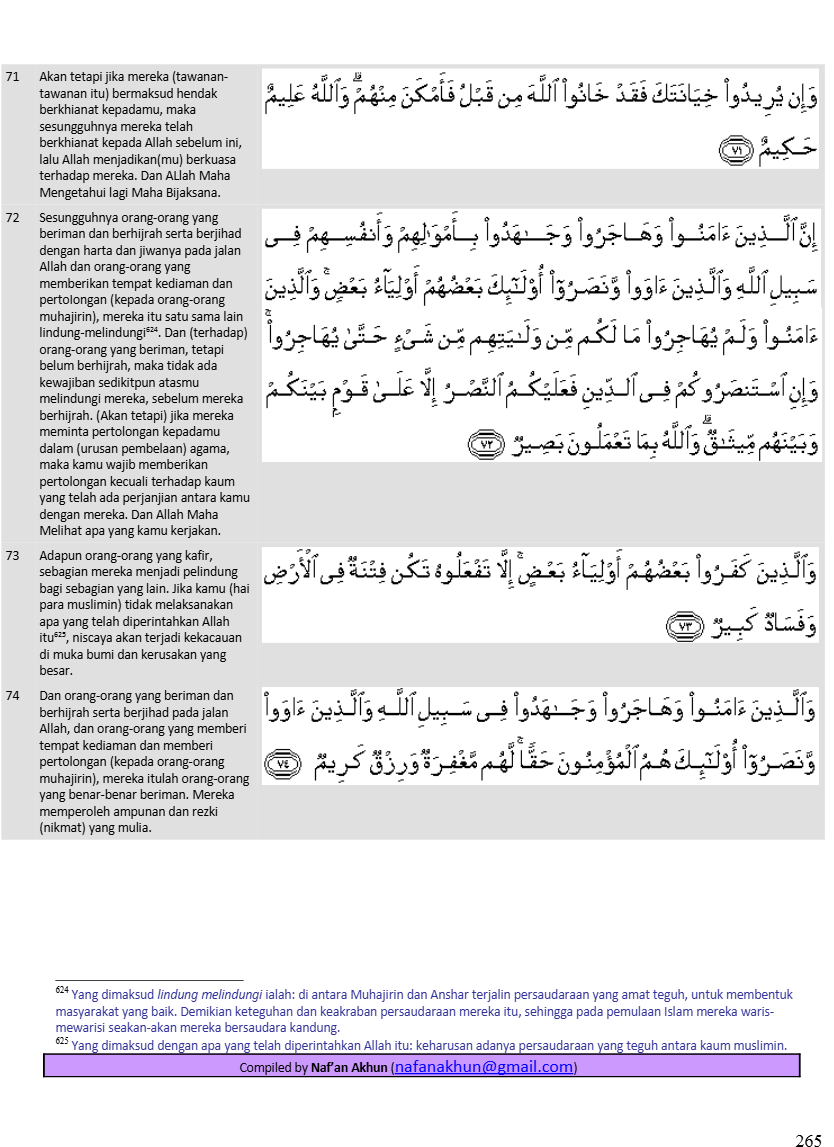 71 Akan tetapi jika mereka (tawanan-
tawanan itu) bermaksud hendak
berkhianat kepadamu, maka
sesungguhnya mereka telah
berkhianat kepada Allah sebelum ini,
lalu Allah menjadikan(mu) berkuasa
terhadap mereka. Dan ALlah Maha
Mengetahui lagi Maha Bijaksana.
وَإِن يُرِيدُوا۟ خِيَانَتَكَ فَقَدْ خَانُوا۟ ٱللَّهَ مِن قَبْلُ فَأَمْكَنَ مِنْهُمْ ۗ وَٱللَّهُ عَلِيمٌ
حَكِيمٌ ﴿٧١﴾
72 Sesungguhnya orang-orang yang
beriman dan berhijrah serta berjihad
dengan harta dan jiwanya pada jalan
Allah dan orang-orang yang
memberikan tempat kediaman dan
pertolongan (kepada orang-orang
muhajirin), mereka itu satu sama lain
lindung-melindungi⁶²⁴. Dan (terhadap)
orang-orang yang beriman, tetapi
belum berhijrah, maka tidak ada
kewajiban sedikitpun atasmu
melindungi mereka, sebelum mereka
berhijrah. (Akan tetapi) jika mereka
meminta pertolongan kepadamu
dalam (urusan pembelaan) agama,
maka kamu wajib memberikan
pertolongan kecuali terhadap kaum
yang telah ada perjanjian antara kamu
dengan mereka. Dan Allah Maha
Melihat apa yang kamu kerjakan.
إِنَّ ٱلَّذِينَ ءَامَنُوا۟ وَهَاجَرُوا۟ وَجَـٰهَدُوا۟ بِأَمْوَٰلِهِمْ وَأَنفُسِهِمْ فِى
سَبِيلِ ٱللَّهِ وَٱلَّذِينَ ءَاوَوا۟ وَّنَصَرُوٓا۟ أُو۟لَـٰٓئِكَ بَعْضُهُمْ أَوْلِيَآءُ بَعْضٍ ۚ وَٱلَّذِينَ
ءَامَنُوا۟ وَلَمْ يُهَاجِرُوا۟ مَا لَكُم مِّن وَلَـٰيَتِهِم مِّن شَىْءٍ حَتَّىٰ يُهَاجِرُوا۟ ۚ
وَإِنِ ٱسْتَنصَرُوكُمْ فِى ٱلدِّينِ فَعَلَيْكُمُ ٱلنَّصْرُ إِلَّا عَلَىٰ قَوْمٍۭ بَيْنَكُمْ
وَبَيْنَهُم مِّيثَـٰقٌ ۗ وَٱللَّهُ بِمَا تَعْمَلُونَ بَصِيرٌ ﴿٧٢﴾
73 Adapun orang-orang yang kafir,
sebagian mereka menjadi pelindung
bagi sebagian yang lain. Jika kamu (hai
para muslimin) tidak melaksanakan
apa yang telah diperintahkan Allah
itu⁶²⁵, niscaya akan terjadi kekacauan
di muka bumi dan kerusakan yang
besar.
وَٱلَّذِينَ كَفَرُوا۟ بَعْضُهُمْ أَوْلِيَآءُ بَعْضٍ ۚ إِلَّا تَفْعَلُوهُ تَكُن فِتْنَةٌ فِى ٱلْأَرْضِ
وَفَسَادٌ كَبِيرٌ ﴿٧٣﴾
74 Dan orang-orang yang beriman dan
berhijrah serta berjihad pada jalan
Allah, dan orang-orang yang memberi
tempat kediaman dan memberi
pertolongan (kepada orang-orang
muhajirin), mereka itulah orang-orang
yang benar-benar beriman. Mereka
memperoleh ampunan dan rezki
(nikmat) yang mulia.
وَٱلَّذِينَ ءَامَنُوا۟ وَهَاجَرُوا۟ وَجَـٰهَدُوا۟ فِى سَبِيلِ ٱللَّهِ وَٱلَّذِينَ ءَاوَوا۟
وَّنَصَرُوٓا۟ أُو۟لَـٰٓئِكَ هُمُ ٱلْمُؤْمِنُونَ حَقًّا ۚ لَّهُم مَّغْفِرَةٌ وَرِزْقٌ كَرِيمٌ ﴿٧٤﴾
⁶²⁴ Yang dimaksud lindung melindungi ialah: di antara Muhajirin dan Anshar terjalin persaudaraan yang amat teguh, untuk membentuk
masyarakat yang baik. Demikian keteguhan dan keakraban persaudaraan mereka itu, sehingga pada pemulaan Islam mereka waris-
mewarisi seakan-akan mereka bersaudara kandung.
⁶²⁵ Yang dimaksud dengan apa yang telah diperintahkan Allah itu: keharusan adanya persaudaraan yang teguh antara kaum muslimin.
Compiled by Naf’an Akhun (nafanakhun@gmail.com)
265